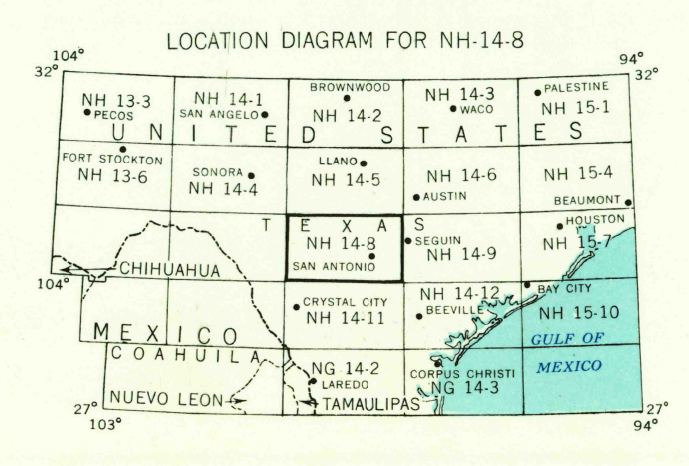 LOCATION DIAGRAM FOR NH-14-8
104°
94°
32°
32°
NH 13-3
PECOS
NH 14-1
SAN ANGELO
BROWNWOOD
NH 14-2
NH 14-3
WACO
PALESTINE
NH 15-1
UNITED STATES
FORT STOCKTON
NH 13-6
SONORA
NH 14-4
LLANO
NH 14-5
NH 14-6
AUSTIN
NH 15-4
BEAUMONT
TEXAS
NH 14-8
SAN ANTONIO
SEGUIN
NH 14-9
HOUSTON
NH 15-7
104°
CHIHUAHUA
CRYSTAL CITY
NH 14-11
NH 14-12
BEEVILLE
BAY CITY
NH 15-10
MEXICO
COAHUILA
GULF OF
MEXICO
NG 14-2
LAREDO
CORPUS CHRISTI
NG 14-3
NUEVO LEON
TAMAULIPAS
27°
27°
103°
94°